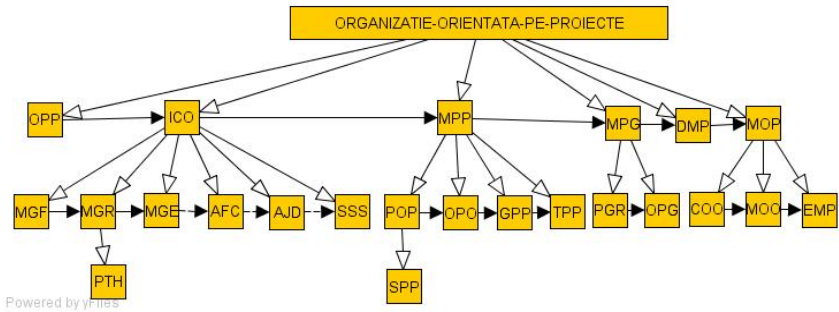 ORGANIZATIE-ORIENTATA-PE-PROIECTE
OPP
ICO
MPP
MPG
DMP
MOP
MGF
MGR
MGE
AFC
AJD
SSS
POP
OPO
GPP
TPP
PGR
OPG
COO
MOO
EMP
PTH
SPP
Powered by yFiles